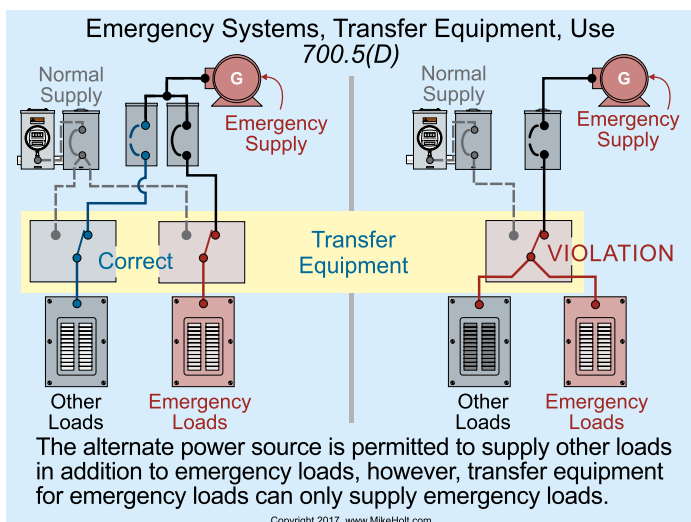 Emergency Systems, Transfer Equipment, Use
700.5(D)
Normal
Supply
G
Emergency
Supply
Normal
Supply
G
Emergency
Supply
Correct
Transfer
Equipment
VIOLATION
Other
Loads
Emergency
Loads
Other
Loads
Emergency
Loads
The alternate power source is permitted to supply other loads
in addition to emergency loads, however, transfer equipment
for emergency loads can only supply emergency loads.
Copyright 2017, www.MikeHolt.com